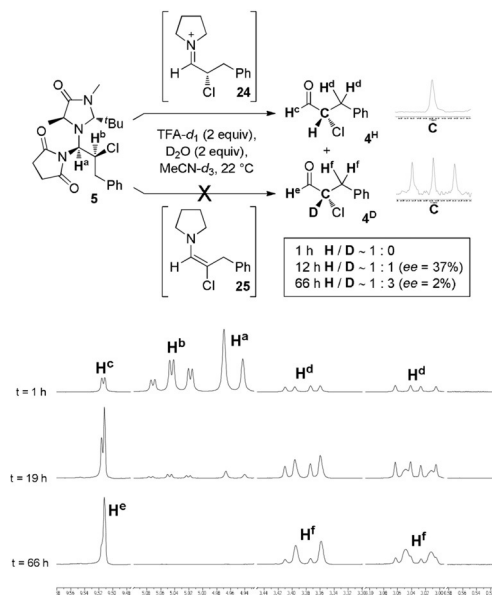 +
N
H
Ph
Cl
24
O
N
N
tBu
Hb
N
Cl
O
O
Ha
Ph
5
TFA-d1 (2 equiv),
D2O (2 equiv),
MeCN-d3, 22 °C
X
O
Hd
Hd
Hc
Ph
H
Cl
4H
C
+
O
Hf
Hf
He
Ph
D
Cl
4D
C
N
H
Ph
Cl
25
1 h H / D ~ 1 : 0
12 h H / D ~ 1 : 1 (ee = 37%)
66 h H / D ~ 1 : 3 (ee = 2%)
Hc
Hb
Ha
Hd
Hd
t = 1 h
t = 19 h
He
Hf
Hf
t = 66 h